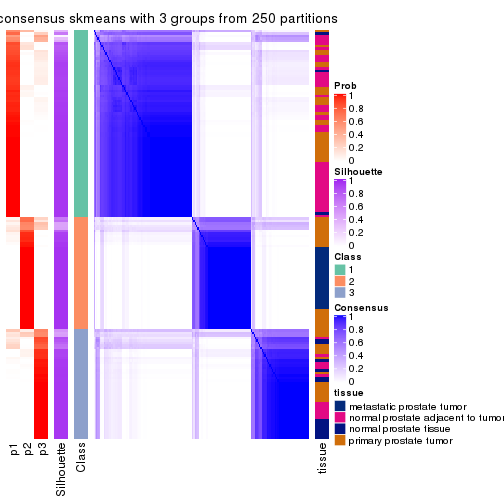 consensus skmeans with 3 groups from 250 partitions
Prob
1
0.8
0.6
0.4
0.2
0
Silhouette
1
0.8
0.6
0.4
0.2
0
Class
1
2
3
Consensus
1
0.8
0.6
0.4
0.2
0
tissue
metastatic prostate tumor
normal prostate adjacent to tumor
normal prostate tissue
primary prostate tumor
p1
p2
p3
Silhouette
Class
tissue